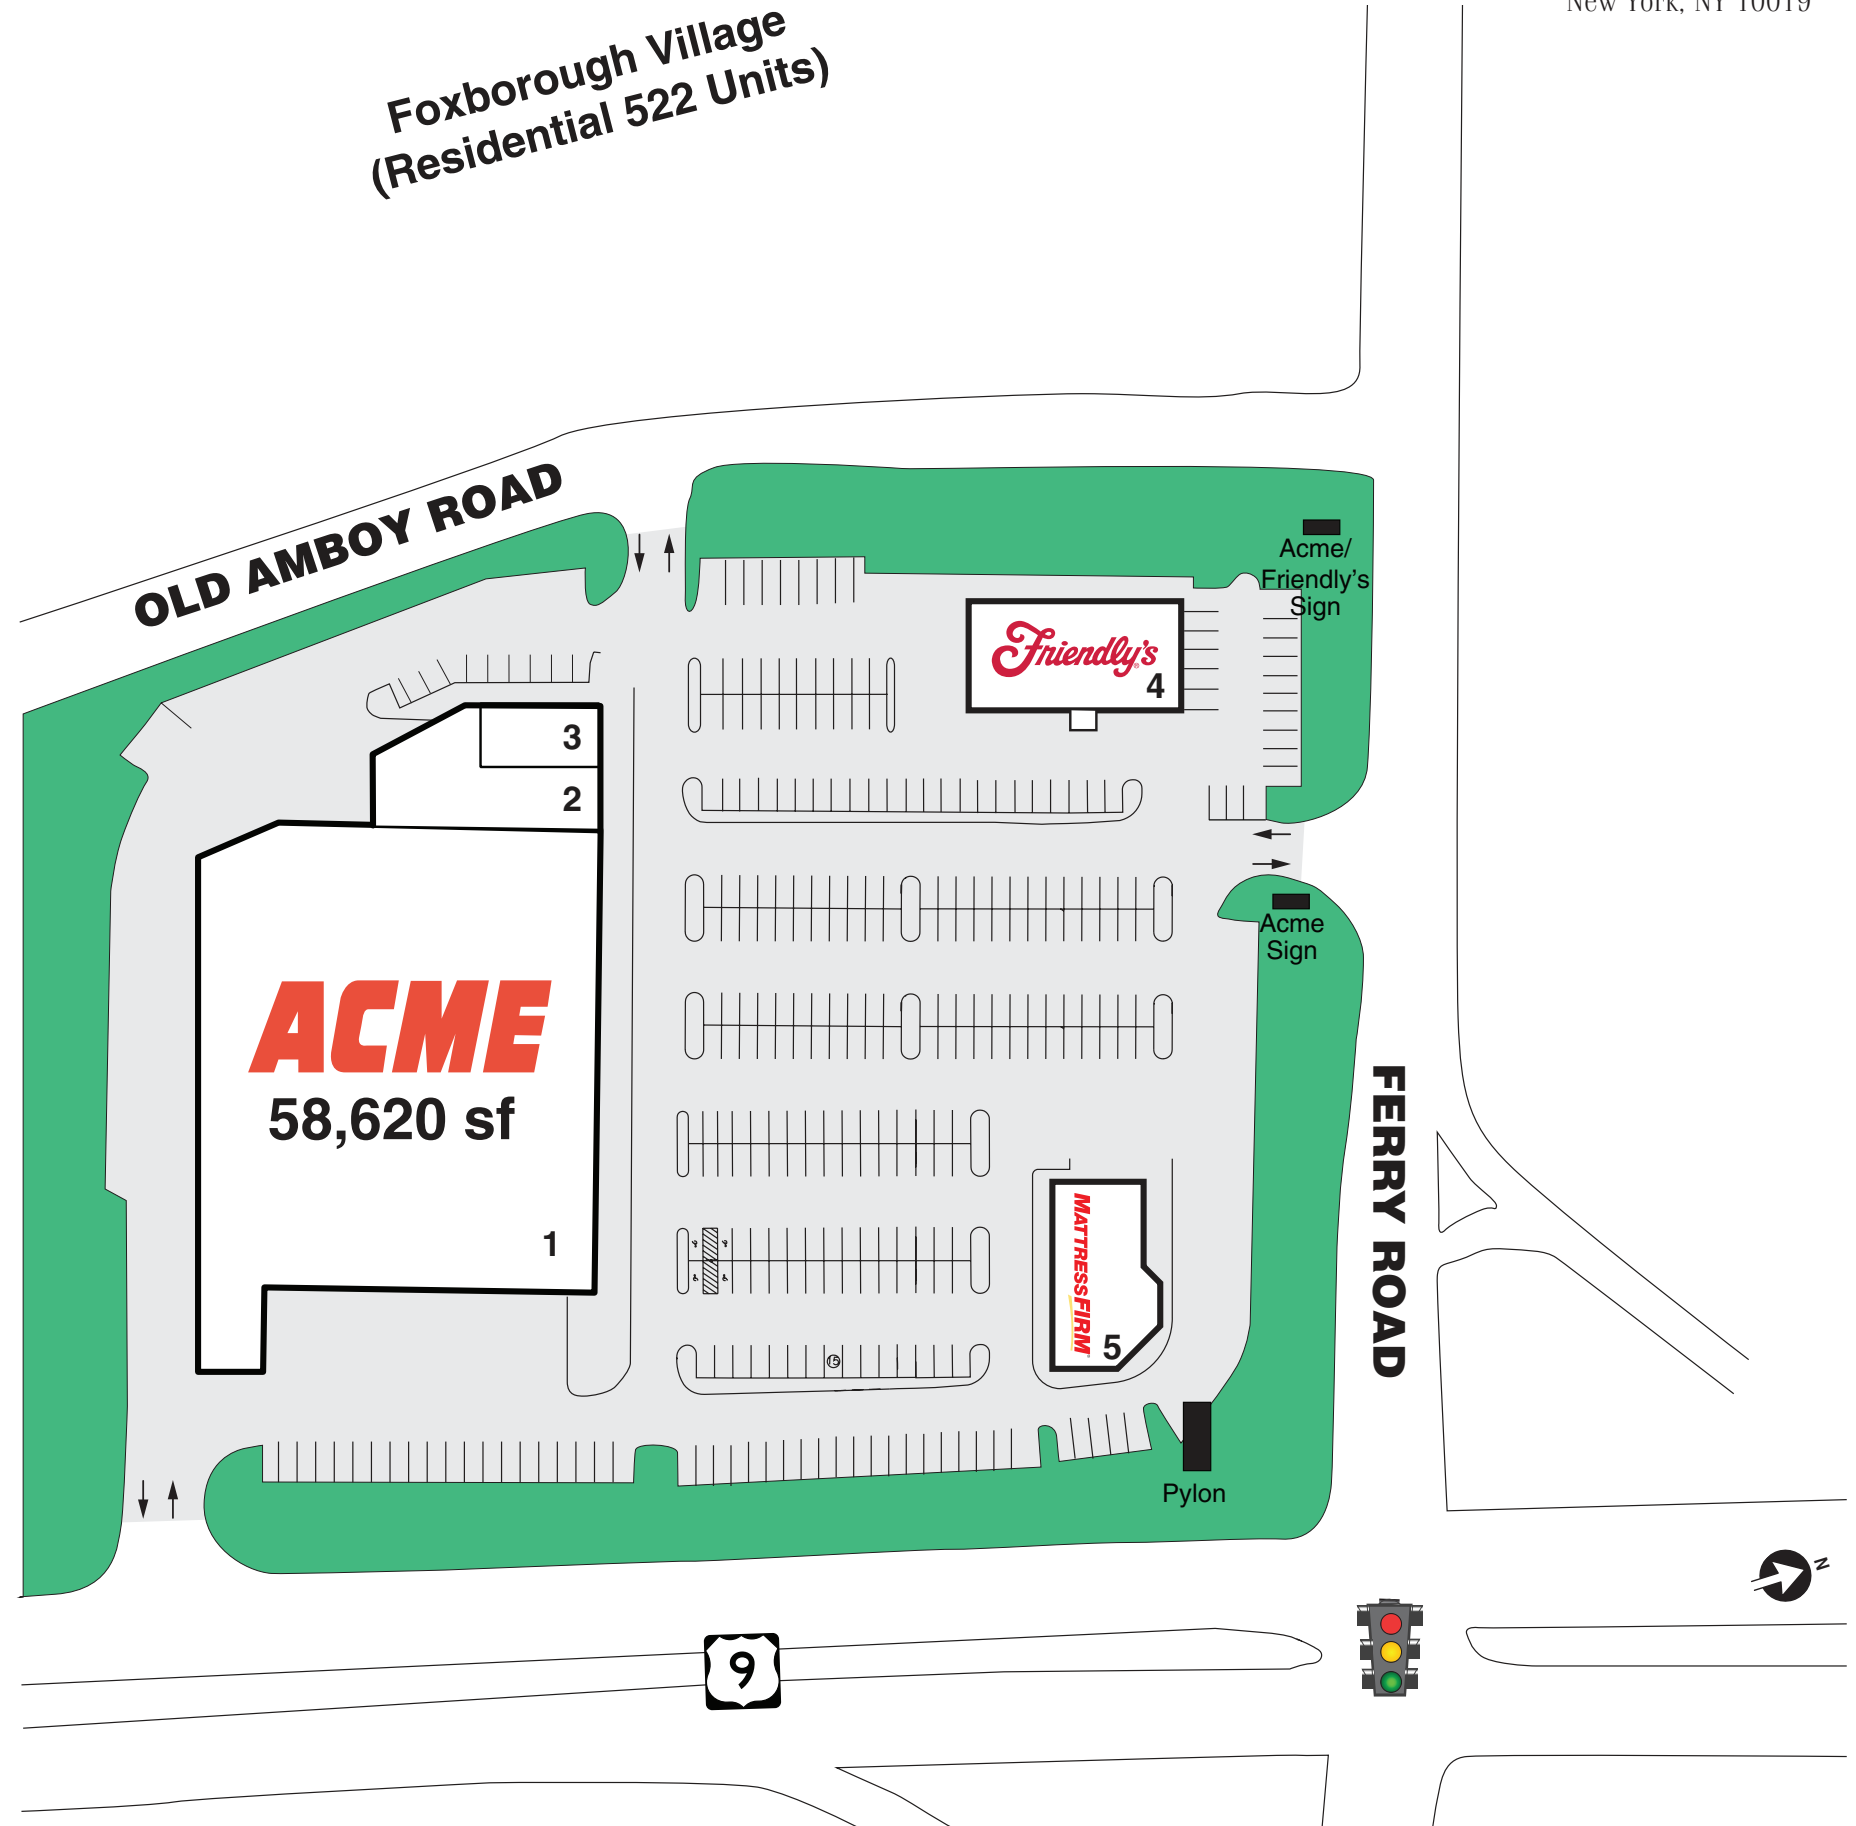 New York, NY 10019
Foxborough Village
(Residential 522 Units)
OLD AMBOY ROAD
Acme/
Friendly's
Sign
Friendly's
4
3
2
Acme
Sign
ACME
58,620 sf
1
FERRY ROAD
MATTRESSFIRM
5
15
Pylon
N
9